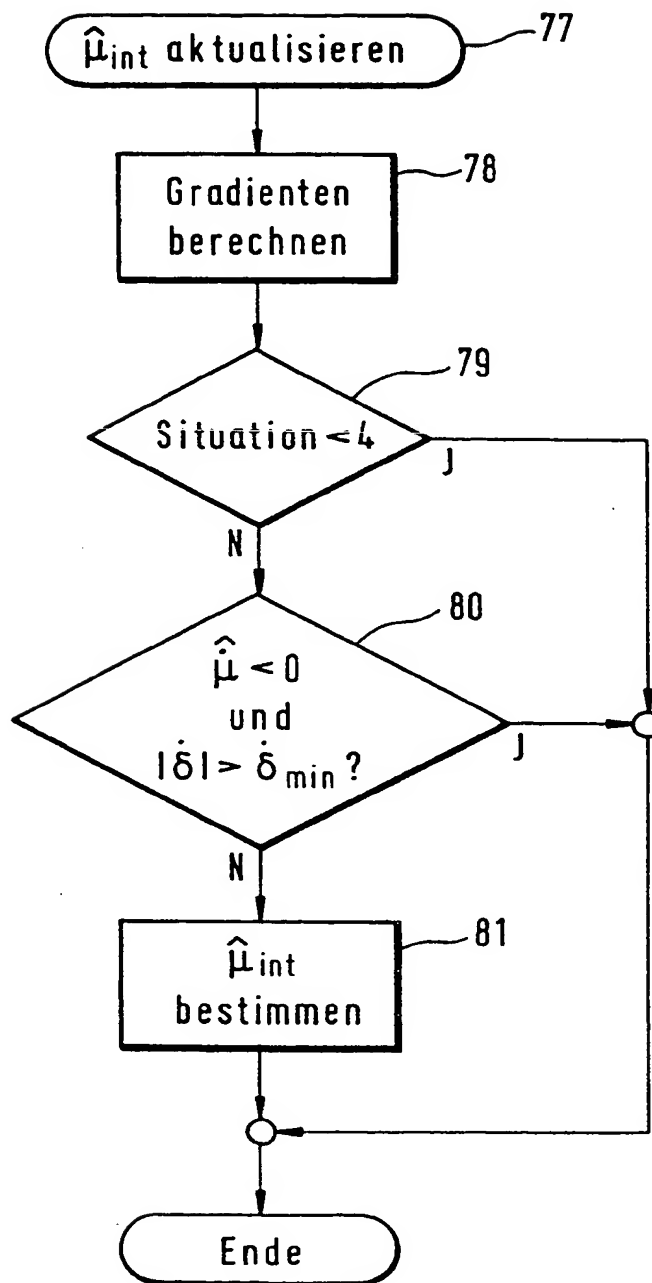 μ̂int aktualisieren
77
Gradienten
berechnen
78
79
Situation < 4
J
N
80
μ̂̇ < 0
und
|δ̇| > δ̇min ?
J
N
81
μ̂int
bestimmen
Ende